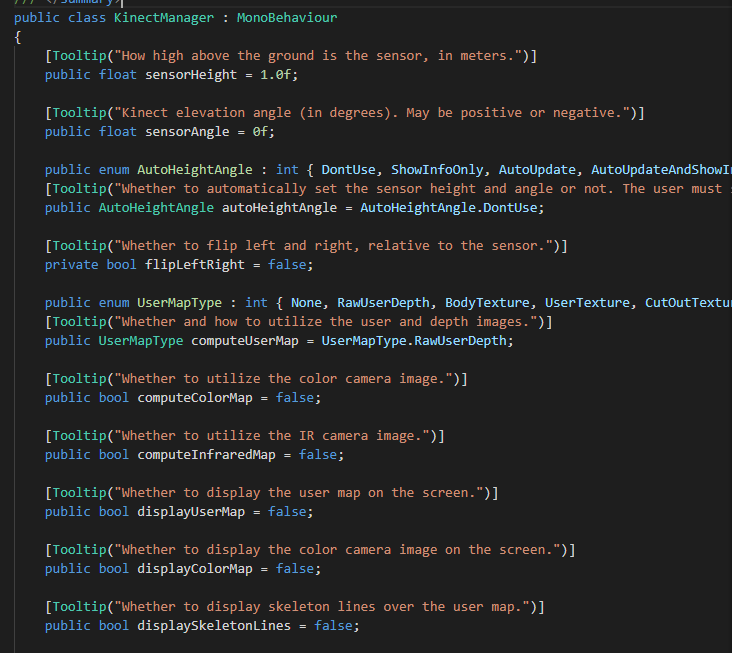 /// </summary>
public class KinectManager : MonoBehaviour
{
[Tooltip("How high above the ground is the sensor, in meters.")]
public float sensorHeight = 1.0f;
[Tooltip("Kinect elevation angle (in degrees). May be positive or negative.")]
public float sensorAngle = 0f;
public enum AutoHeightAngle : int { DontUse, ShowInfoOnly, AutoUpdate, AutoUpdateAndShowIn
[Tooltip("Whether to automatically set the sensor height and angle or not. The user must s
public AutoHeightAngle autoHeightAngle = AutoHeightAngle.DontUse;
[Tooltip("Whether to flip left and right, relative to the sensor.")]
private bool flipLeftRight = false;
public enum UserMapType : int { None, RawUserDepth, BodyTexture, UserTexture, CutOutTextur
[Tooltip("Whether and how to utilize the user and depth images.")]
public UserMapType computeUserMap = UserMapType.RawUserDepth;
[Tooltip("Whether to utilize the color camera image.")]
public bool computeColorMap = false;
[Tooltip("Whether to utilize the IR camera image.")]
public bool computeInfraredMap = false;
[Tooltip("Whether to display the user map on the screen.")]
public bool displayUserMap = false;
[Tooltip("Whether to display the color camera image on the screen.")]
public bool displayColorMap = false;
[Tooltip("Whether to display skeleton lines over the user map.")]
public bool displaySkeletonLines = false;